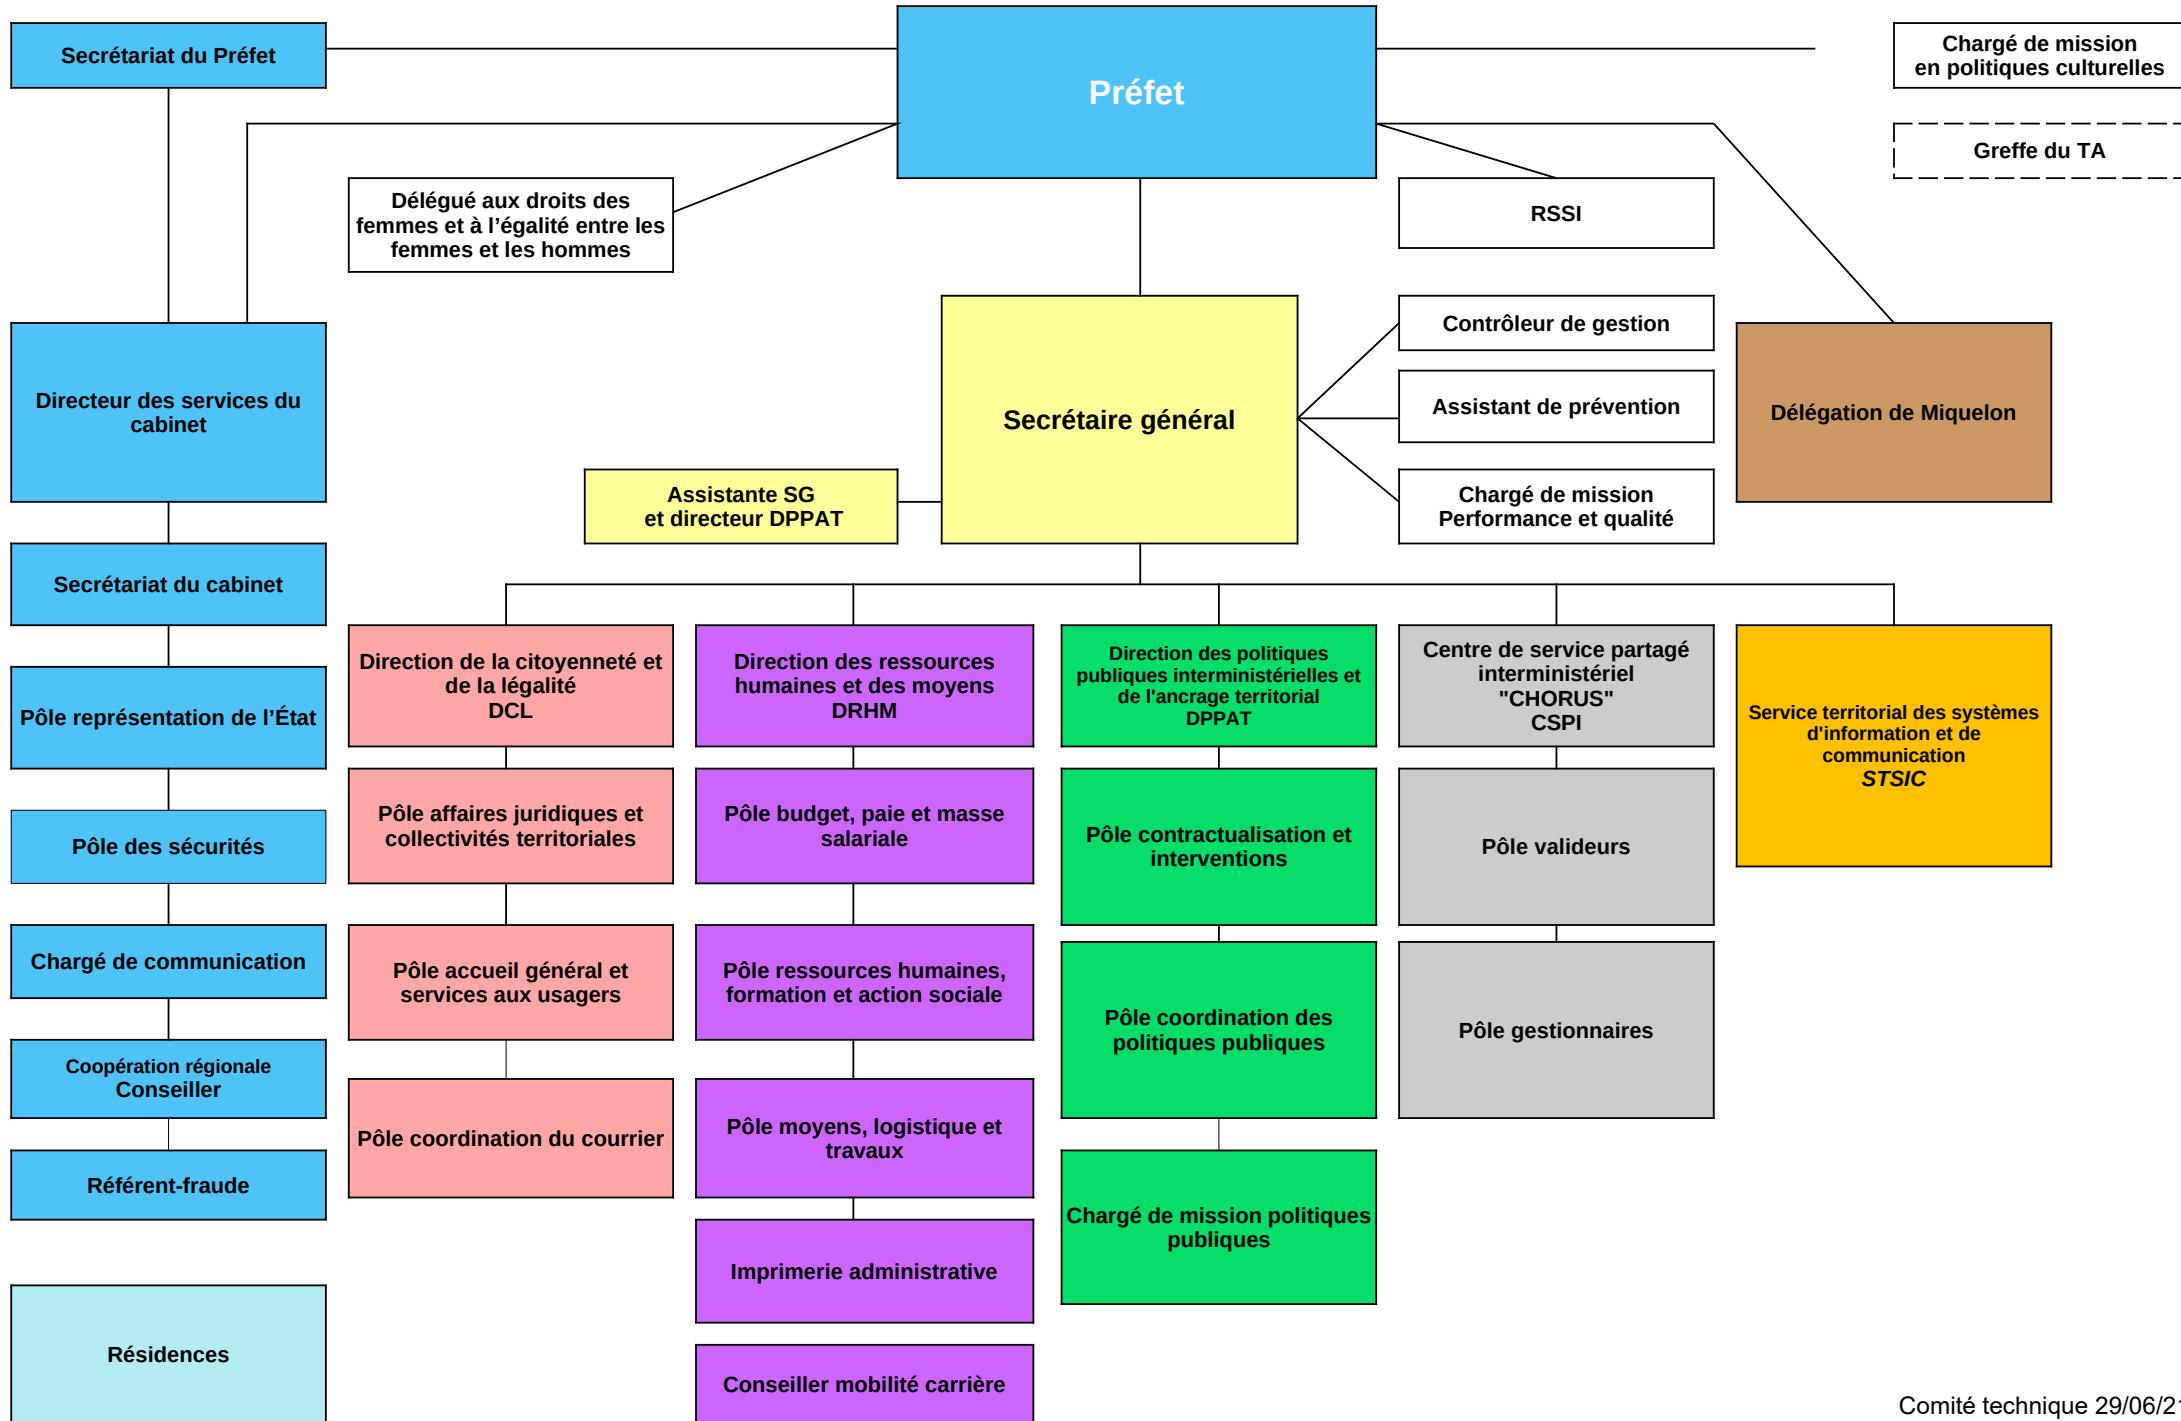 Secrétariat du Préfet
Préfet
Chargé de mission
en politiques culturelles
Greffe du TA
Délégué aux droits des
femmes et à l’égalité entre les
femmes et les hommes
RSSI
Directeur des services du
cabinet
Secrétaire général
Contrôleur de gestion
Assistant de prévention
Chargé de mission
Performance et qualité
Délégation de Miquelon
Assistante SG
et directeur DPPAT
Secrétariat du cabinet
Pôle représentation de l’État
Pôle des sécurités
Chargé de communication
Coopération régionale
Conseiller
Référent-fraude
Résidences
Direction de la citoyenneté et
de la légalité
DCL
Pôle affaires juridiques et
collectivités territoriales
Pôle accueil général et
services aux usagers
Pôle coordination du courrier
Direction des ressources
humaines et des moyens
DRHM
Pôle budget, paie et masse
salariale
Pôle ressources humaines,
formation et action sociale
Pôle moyens, logistique et
travaux
Imprimerie administrative
Conseiller mobilité carrière
Direction des politiques
publiques interministérielles et
de l'ancrage territorial
DPPAT
Pôle contractualisation et
interventions
Pôle coordination des
politiques publiques
Chargé de mission politiques
publiques
Centre de service partagé
interministériel
"CHORUS"
CSPI
Pôle valideurs
Pôle gestionnaires
Service territorial des systèmes
d'information et de
communication
STSIC
Comité technique 29/06/21